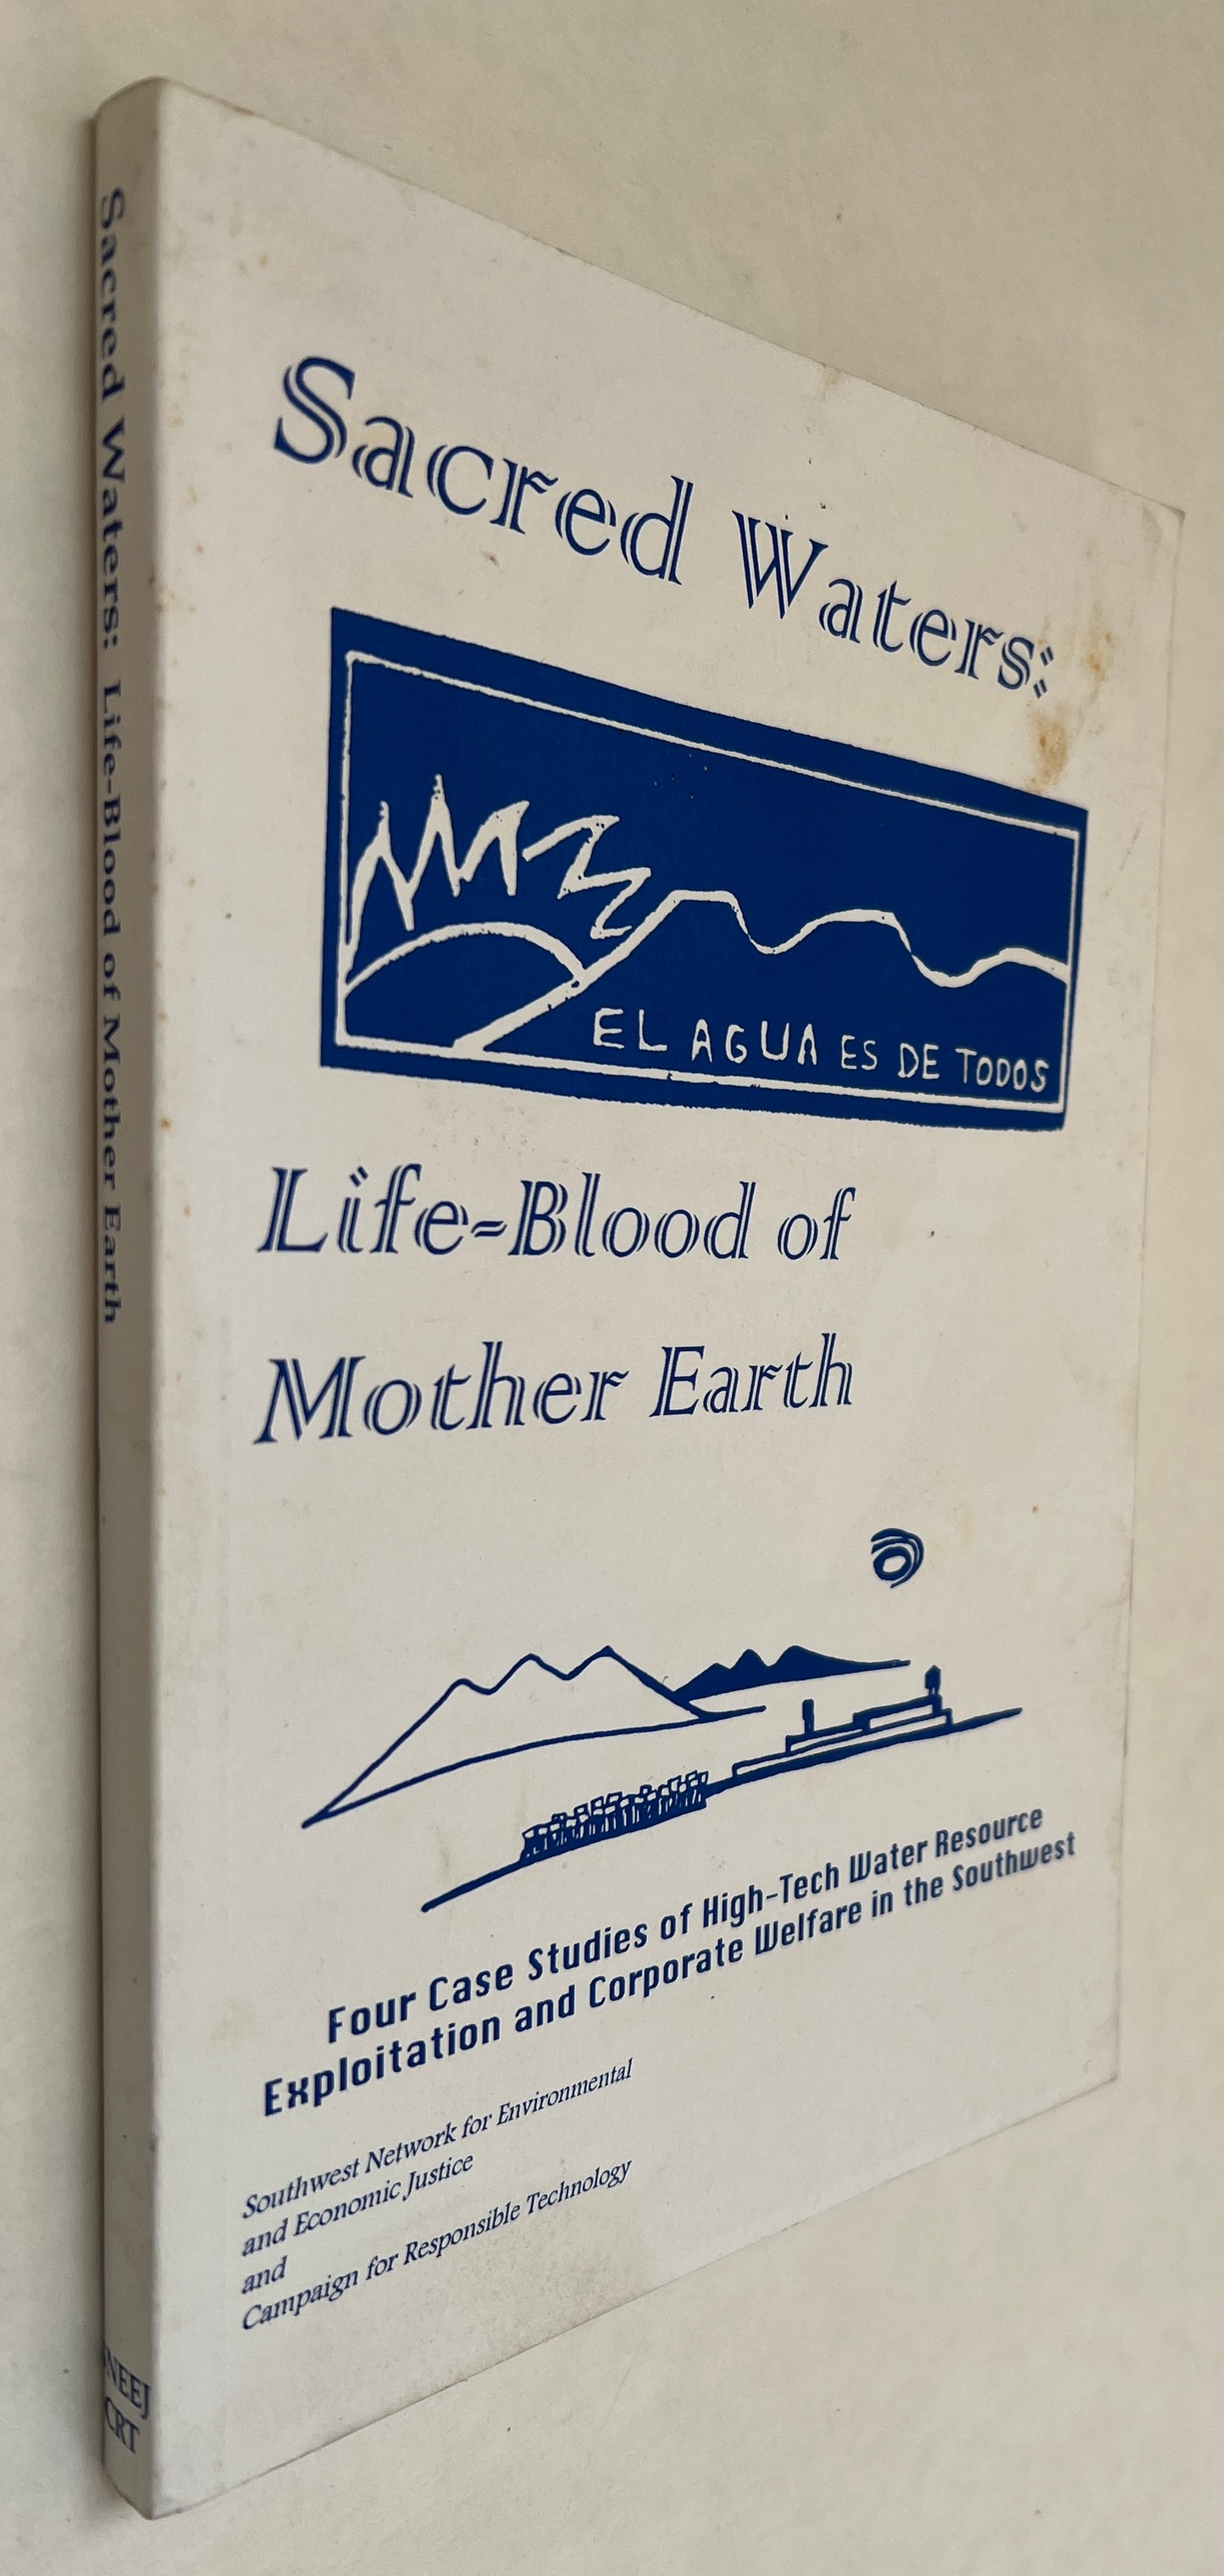 Sacred Waters: Life-Blood of Mother Earth
NEEJ
CRT
Sacred Waters:
EL AGUA ES DE TODOS
Life-Blood of
Mother Earth
Four Case Studies of High-Tech Water Resource
Exploitation and Corporate Welfare in the Southwest
Southwest Network for Environmental
and Economic Justice
and
Campaign for Responsible Technology